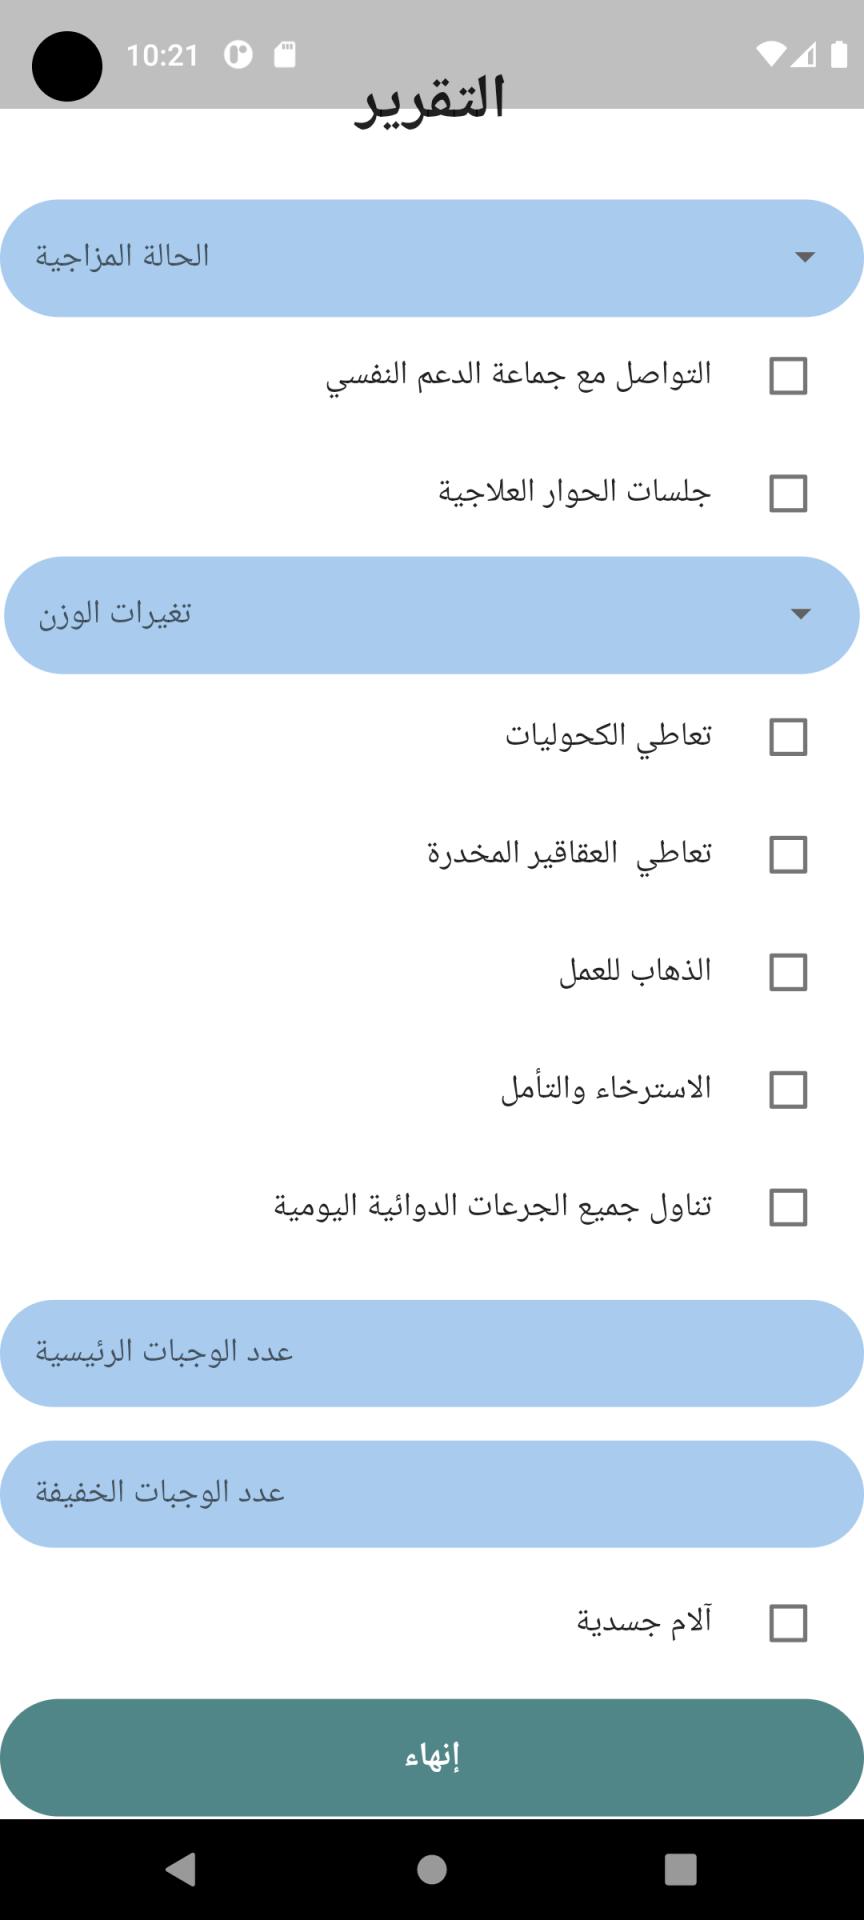 10:21
التقرير
الحالة المزاجية
التواصل مع جماعة الدعم النفسي
جلسات الحوار العلاجية
تغيرات الوزن
تعاطي الكحوليات
تعاطي  العقاقير المخدرة
الذهاب للعمل
الاسترخاء والتأمل
تناول جميع الجرعات الدوائية اليومية
عدد الوجبات الرئيسية
عدد الوجبات الخفيفة
آلام جسدية
إنهاء